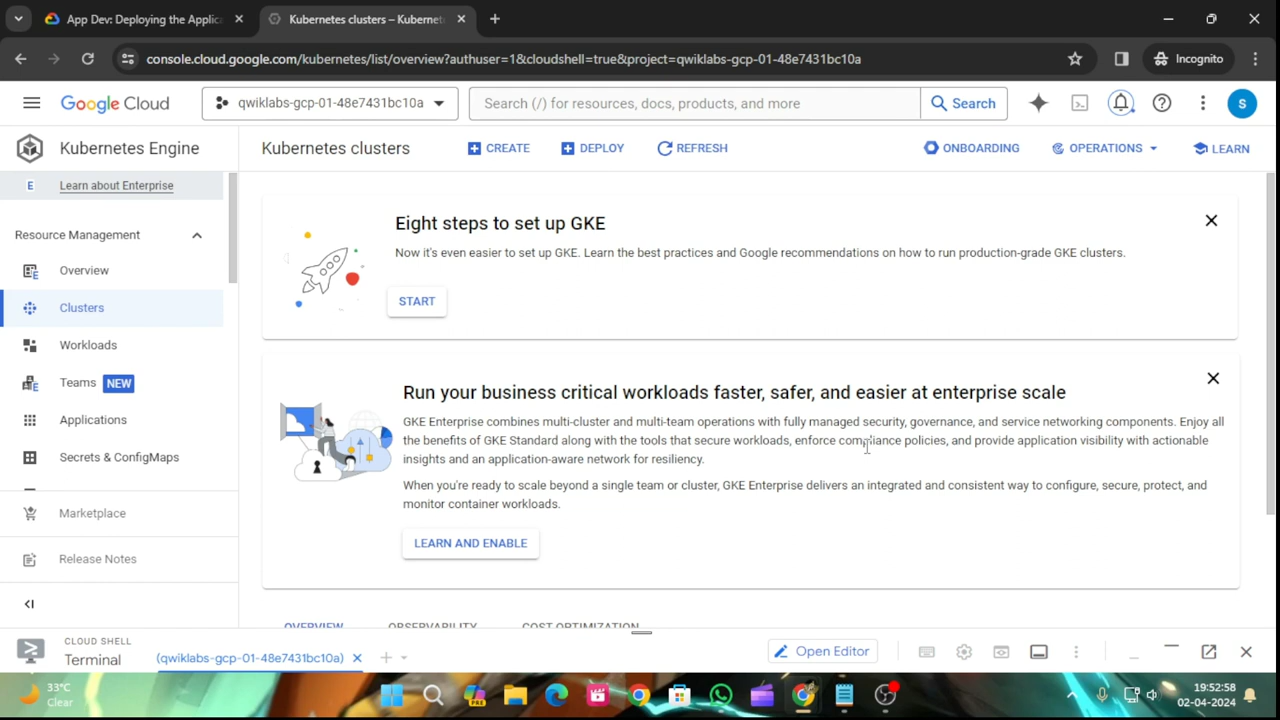 App Dev: Deploying the Applica
Kubernetes clusters – Kubernet
console.cloud.google.com/kubernetes/list/overview?authuser=1&cloudshell=true&project=qwiklabs-gcp-01-48e7431bc10a
Incognito
Google Cloud
qwiklabs-gcp-01-48e7431bc10a
Search (/) for resources, docs, products, and more
Search
S
Kubernetes Engine
Kubernetes clusters
CREATE
DEPLOY
REFRESH
ONBOARDING
OPERATIONS
LEARN
E
Learn about Enterprise
Resource Management
Overview
Clusters
Workloads
Teams NEW
Applications
Secrets & ConfigMaps
Marketplace
Release Notes
Eight steps to set up GKE
Now it's even easier to set up GKE. Learn the best practices and Google recommendations on how to run production-grade GKE clusters.
START
Run your business critical workloads faster, safer, and easier at enterprise scale
GKE Enterprise combines multi-cluster and multi-team operations with fully managed security, governance, and service networking components. Enjoy all
the benefits of GKE Standard along with the tools that secure workloads, enforce compliance policies, and provide application visibility with actionable
insights and an application-aware network for resiliency.
When you're ready to scale beyond a single team or cluster, GKE Enterprise delivers an integrated and consistent way to configure, secure, protect, and
monitor container workloads.
LEARN AND ENABLE
OVERVIEW
OBSERVABILITY
COST OPTIMIZATION
CLOUD SHELL
Terminal
(qwiklabs-gcp-01-48e7431bc10a)
Open Editor
33°C
Clear
PRE
19:52:58
02-04-2024